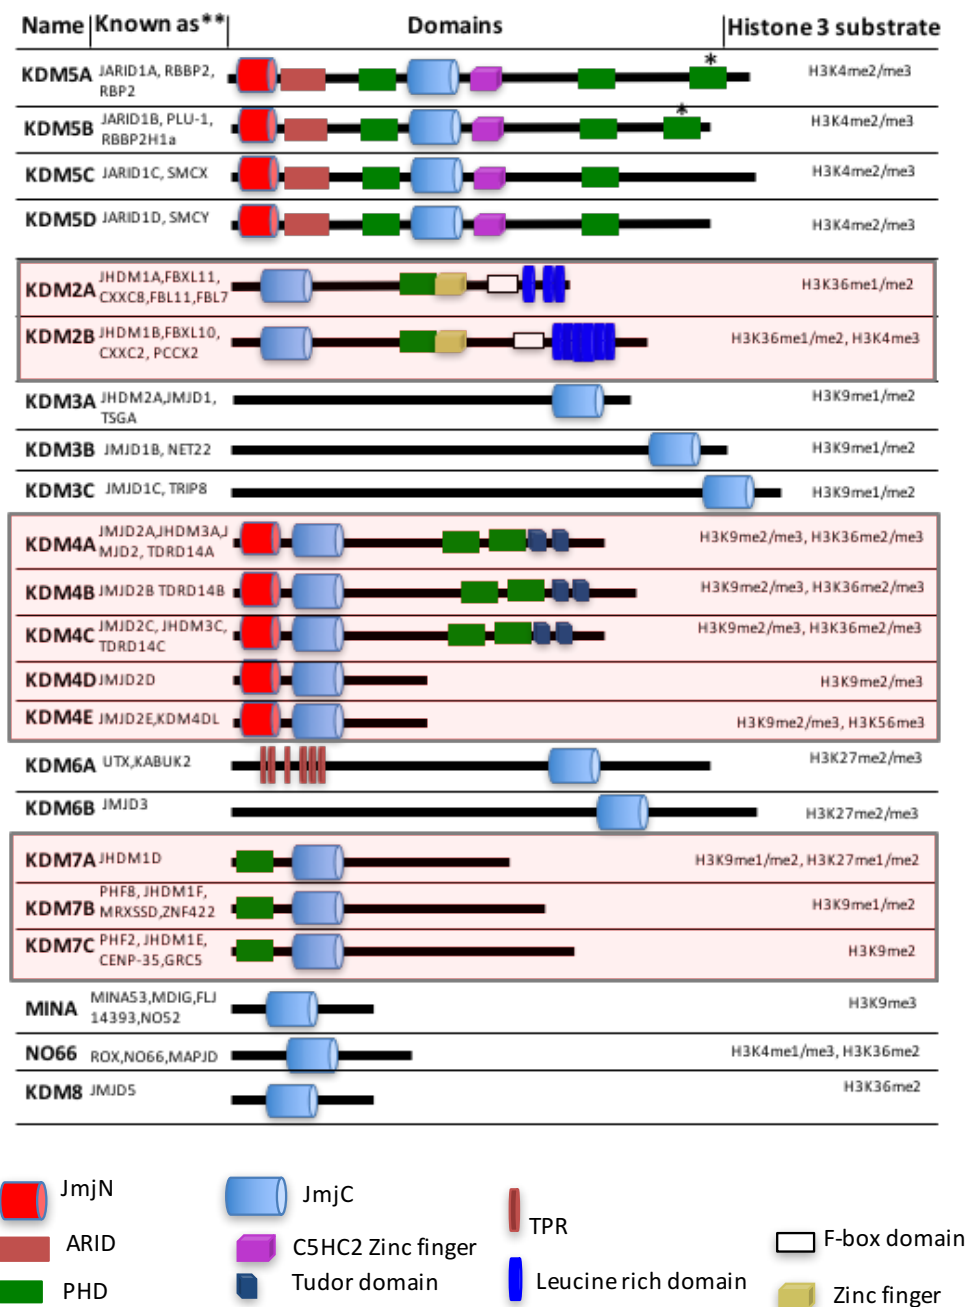 Name Known as** Domains Histone 3 substrate
KDM5A JARID1A, RBBP2, * H3K4me2/me3
RBP2
KDM5B JARID1B, PLU-1, * H3K4me2/me3
RBBP2H1a
KDM5C JARID1C, SMCX H3K4me2/me3
KDM5D JARID1D, SMCY H3K4me2/me3
KDM2A JHDM1A,FBXL11, H3K36me1/me2
CXXC8,FBL11,FBL7
KDM2B JHDM1B,FBXL10, H3K36me1/me2, H3K4me3
CXXC2, PCCX2
KDM3A JHDM2A,JMJD1, H3K9me1/me2
TSGA
KDM3B JMJD1B, NET22 H3K9me1/me2
KDM3C JMJD1C, TRIP8 H3K9me1/me2
KDM4A JMJD2A,JHDM3A,J H3K9me2/me3, H3K36me2/me3
MJD2, TDRD14A
KDM4B JMJD2B TDRD14B H3K9me2/me3, H3K36me2/me3
KDM4C JMJD2C, JHDM3C, H3K9me2/me3, H3K36me2/me3
TDRD14C
KDM4D JMJD2D H3K9me2/me3
KDM4E JMJD2E,KDM4DL H3K9me2/me3, H3K56me3
KDM6A UTX,KABUK2 H3K27me2/me3
KDM6B JMJD3 H3K27me2/me3
KDM7A JHDM1D H3K9me1/me2, H3K27me1/me2
KDM7B PHF8, JHDM1F, H3K9me1/me2
MRXSSD,ZNF422
KDM7C PHF2, JHDM1E, H3K9me2
CENP-35,GRC5
MINA MINA53,MDIG,FLJ H3K9me3
14393,NO52
NO66 ROX,NO66,MAPJD H3K4me1/me3, H3K36me2
KDM8 JMJD5 H3K36me2
JmjN JmjC TPR F-box domain
ARID C5HC2 Zinc finger Leucine rich domain Zinc finger
PHD Tudor domain